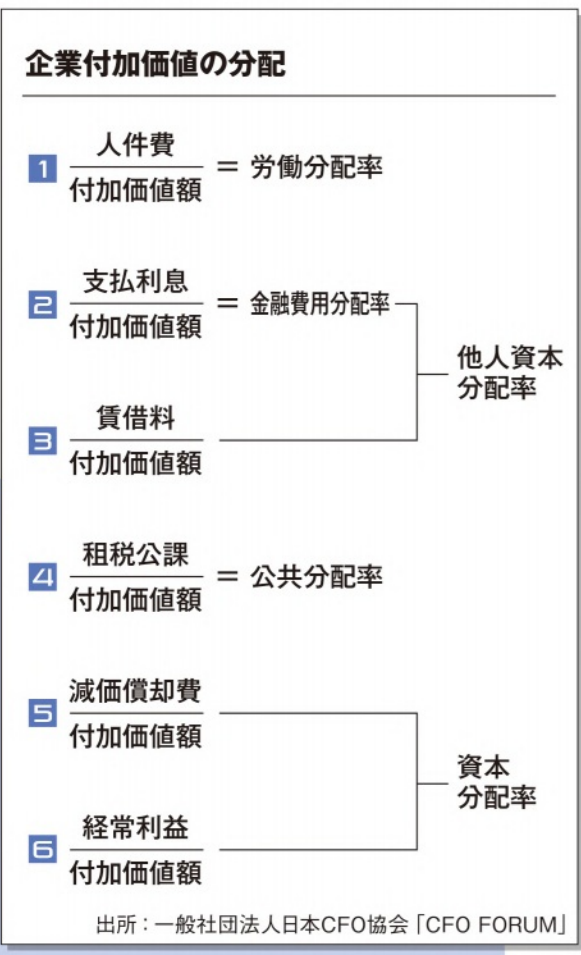 企業付加価値の分配
1 人件費
付加価値額
= 労働分配率
2 支払利息
付加価値額
= 金融費用分配率
3 賃借料
付加価値額
他人資本
分配率
4 租税公課
付加価値額
= 公共分配率
5 減価償却費
付加価値額
6 経常利益
付加価値額
資本
分配率
出所:一般社団法人日本CFO協会「CFO FORUM」